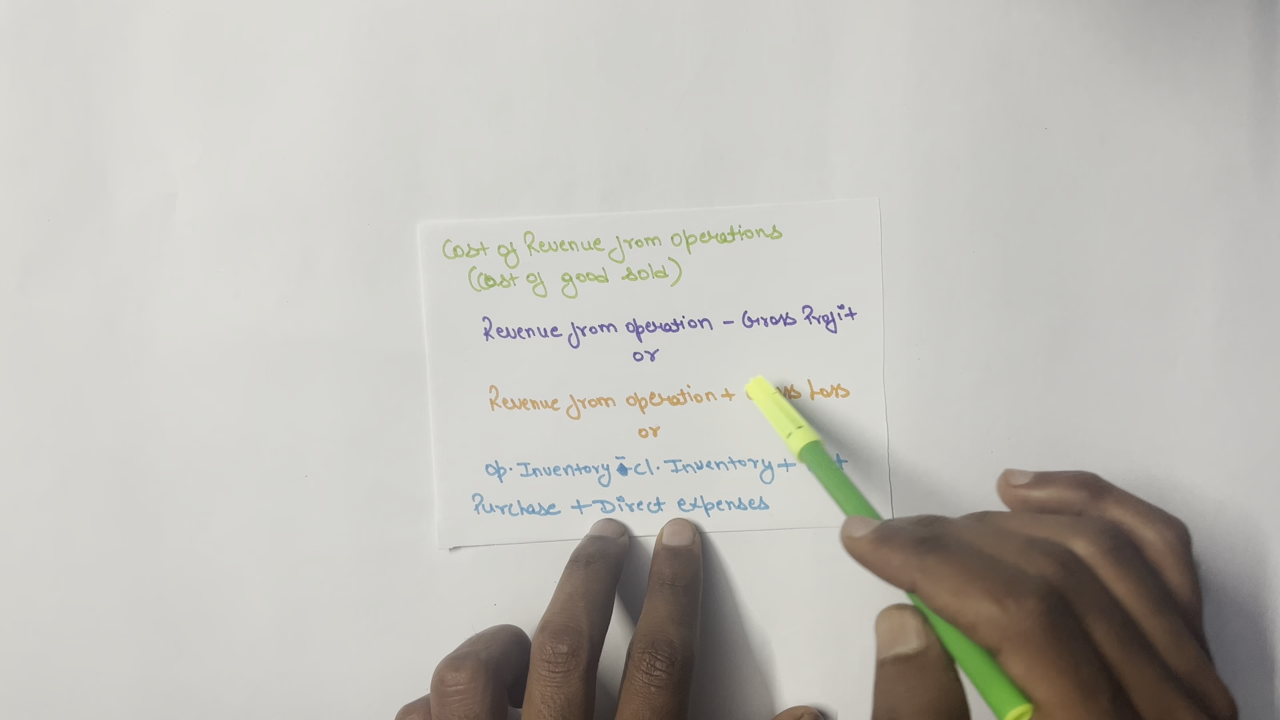 Cost of Revenue from operations
(Cost of good sold)
Revenue from operation - Gross Profit
or
Revenue from operation + Loss
or
op. Inventory - cl. Inventory +
Purchase + Direct expenses